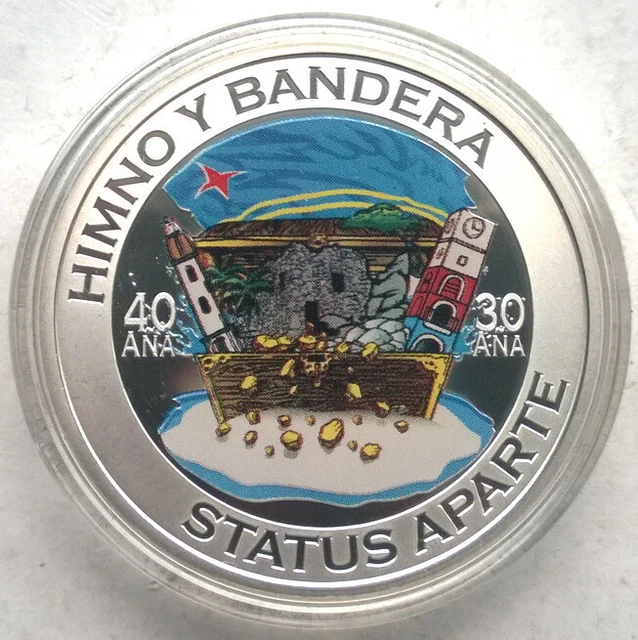 HIMNO Y BANDERA
40 AÑA
30 AÑA
STATUS APARTE